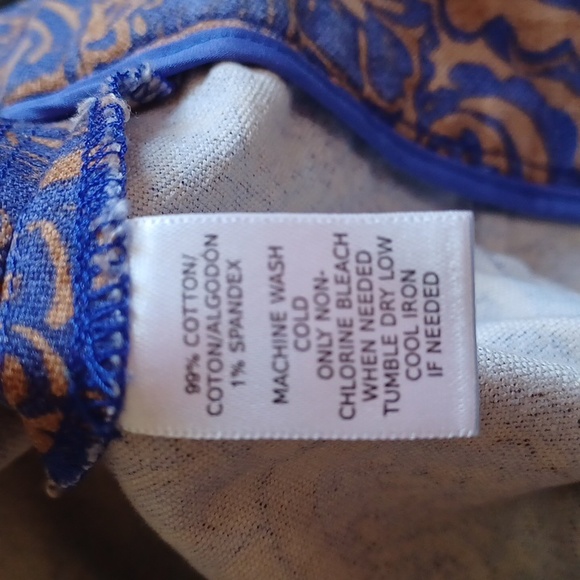 99% COTTON/
COTON/ALGODÓN
1% SPANDEX
MACHINE WASH
COLD
ONLY NON-
CHLORINE BLEACH
WHEN NEEDED
TUMBLE DRY LOW
COOL IRON
IF NEEDED